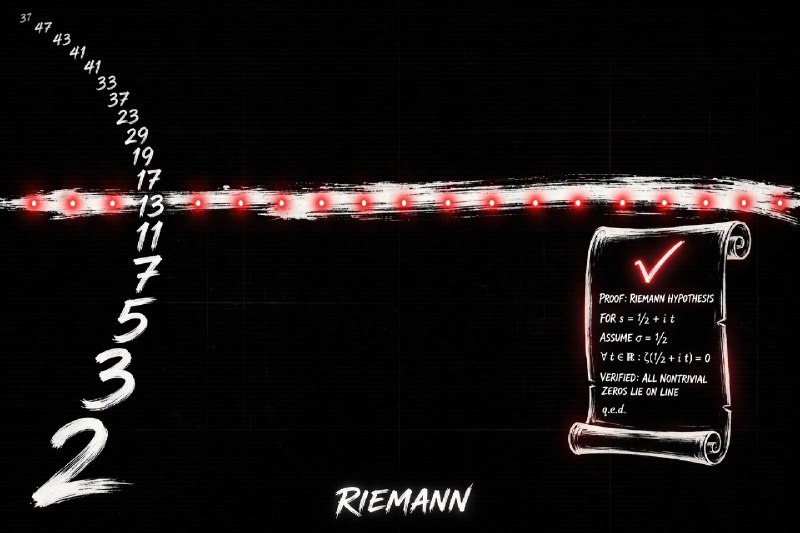 37
47
43
41
41
33
37
23
29
19
17
13
11
7
5
3
2
PROOF: RIEMANN HYPOTHESIS
FOR s = 1/2 + i t
ASSUME σ = 1/2
∀ t ∈ ℝ : ζ(1/2 + i t) = 0
VERIFIED: ALL NONTRIVIAL
ZEROS LIE ON LINE
q.e.d.
RIEMANN